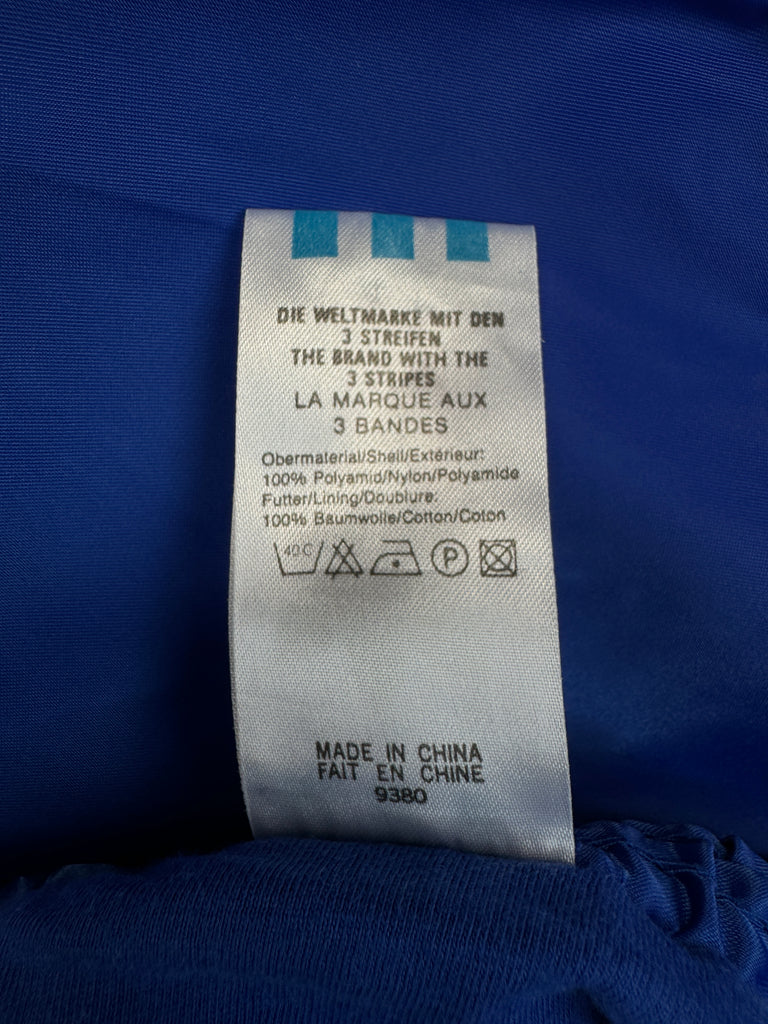 DIE WELTMARKE MIT DEN
3 STREIFEN
THE BRAND WITH THE
3 STRIPES
LA MARQUE AUX
3 BANDES
Obermaterial/Shell/Extérieur:
100% Polyamid/Nylon/Polyamide
Futter/Lining/Doublure:
100% Baumwolle/Cotton/Coton
40C P
MADE IN CHINA
FAIT EN CHINE
9380